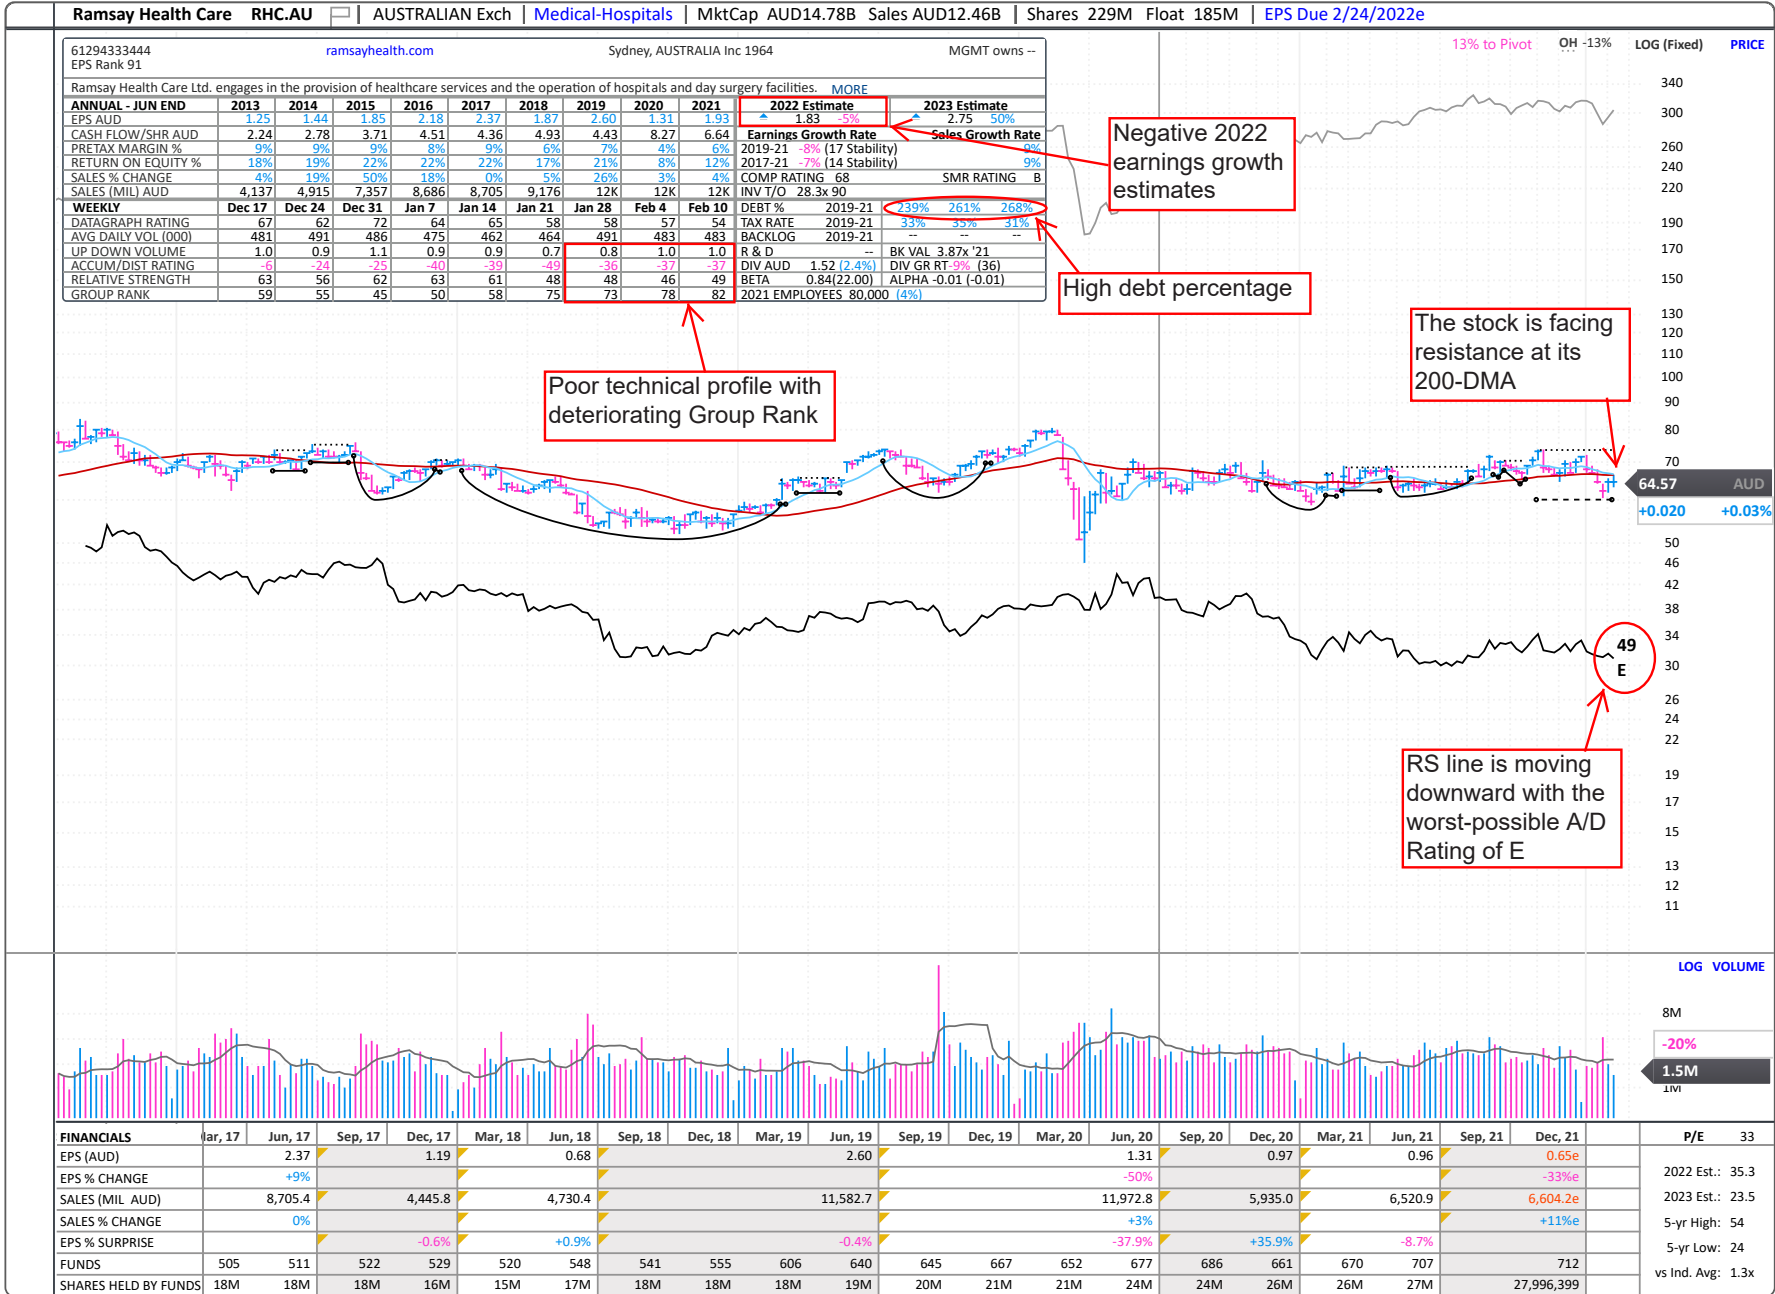 Ramsay Health Care RHC.AU AUSTRALIAN Exch Medical-Hospitals MktCap AUD14.78B Sales AUD12.46B Shares 229M Float 185M EPS Due 2/24/2022e
61294333444 ramsayhealth.com Sydney, AUSTRALIA Inc 1964 MGMT owns --
EPS Rank 91
Ramsay Health Care Ltd. engages in the provision of healthcare services and the operation of hospitals and day surgery facilities. MORE
ANNUAL - JUN END 2013 2014 2015 2016 2017 2018 2019 2020 2021 2022 Estimate 2023 Estimate
EPS AUD 1.25 1.44 1.85 2.18 2.37 1.87 2.60 1.31 1.93 1.83 -5% 2.75 50%
CASH FLOW/SHR AUD 2.24 2.78 3.71 4.51 4.36 4.93 4.43 8.27 6.64 Earnings Growth Rate Sales Growth Rate
PRETAX MARGIN % 9% 9% 9% 8% 9% 6% 7% 4% 6% 2019-21 -8% (17 Stability) 9%
RETURN ON EQUITY % 18% 19% 22% 22% 22% 17% 21% 8% 12% 2017-21 -7% (14 Stability) 9%
SALES % CHANGE 4% 19% 50% 18% 0% 5% 26% 3% 4% COMP RATING 68 SMR RATING B
SALES (MIL) AUD 4,137 4,915 7,357 8,686 8,705 9,176 12K 12K 12K INV T/O 28.3x 90
WEEKLY Dec 17 Dec 24 Dec 31 Jan 7 Jan 14 Jan 21 Jan 28 Feb 4 Feb 10 DEBT % 2019-21 239% 261% 268%
DATAGRAPH RATING 67 62 72 64 65 58 58 57 54 TAX RATE 2019-21 33% 35% 31%
AVG DAILY VOL (000) 481 491 486 475 462 464 491 483 483 BACKLOG 2019-21 -- -- --
UP DOWN VOLUME 1.0 0.9 1.1 0.9 0.9 0.7 0.8 1.0 1.0 R & D -- BK VAL 3.87x '21
ACCUM/DIST RATING -6 -24 -25 -40 -39 -49 -36 -37 -37 DIV AUD 1.52 (2.4%) DIV GR RT -9% (36)
RELATIVE STRENGTH 63 56 62 63 61 48 48 46 49 BETA 0.84(22.00) ALPHA -0.01 (-0.01)
GROUP RANK 59 55 45 50 58 75 73 78 82 2021 EMPLOYEES 80,000 (4%)
13% to Pivot OH -13% LOG (Fixed) PRICE
Negative 2022
earnings growth
estimates
High debt percentage
The stock is facing
resistance at its
200-DMA
Poor technical profile with
deteriorating Group Rank
RS line is moving
downward with the
worst-possible A/D
Rating of E
49
E
340
300
260
240
220
190
170
150
130
120
110
100
90
80
70
64.57 AUD
+0.020 +0.03%
50
46
42
38
34
30
26
24
22
19
17
15
13
12
11
LOG VOLUME
8M
-20%
1.5M
1M
FINANCIALS Mar, 17 Jun, 17 Sep, 17 Dec, 17 Mar, 18 Jun, 18 Sep, 18 Dec, 18 Mar, 19 Jun, 19 Sep, 19 Dec, 19 Mar, 20 Jun, 20 Sep, 20 Dec, 20 Mar, 21 Jun, 21 Sep, 21 Dec, 21
EPS (AUD) 2.37 1.19 0.68 2.60 1.31 0.97 0.96 0.65e
EPS % CHANGE +9% -50% -33%e
SALES (MIL AUD) 8,705.4 4,445.8 4,730.4 11,582.7 11,972.8 5,935.0 6,520.9 6,604.2e
SALES % CHANGE 0% +3% +11%e
EPS % SURPRISE -0.6% +0.9% -0.4% -37.9% +35.9% -8.7%
FUNDS 505 511 522 529 520 548 541 555 606 640 645 667 652 677 686 661 670 707 712
SHARES HELD BY FUNDS 18M 18M 18M 16M 15M 17M 18M 18M 18M 19M 20M 21M 21M 24M 24M 26M 26M 27M 27,996,399
P/E 33
2022 Est.: 35.3
2023 Est.: 23.5
5-yr High: 54
5-yr Low: 24
vs Ind. Avg: 1.3x